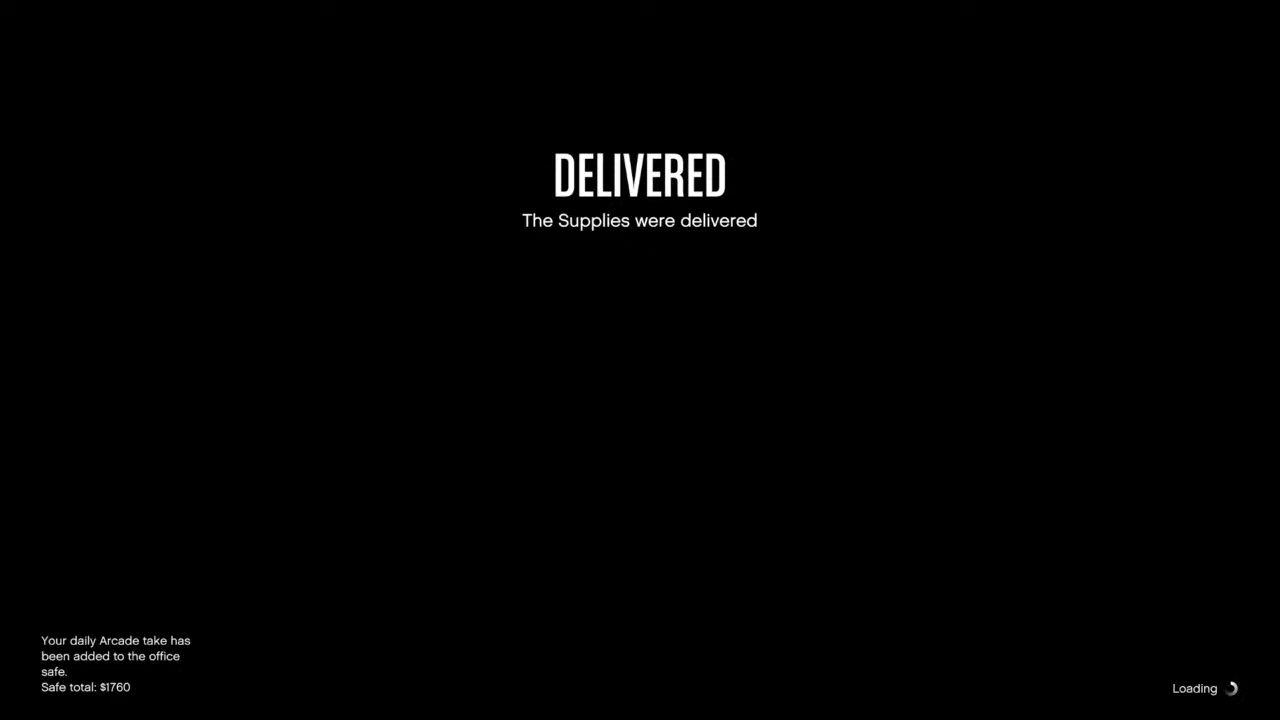 DELIVERED
The Supplies were delivered
Your daily Arcade take has
been added to the office
safe.
Safe total: $1760
Loading